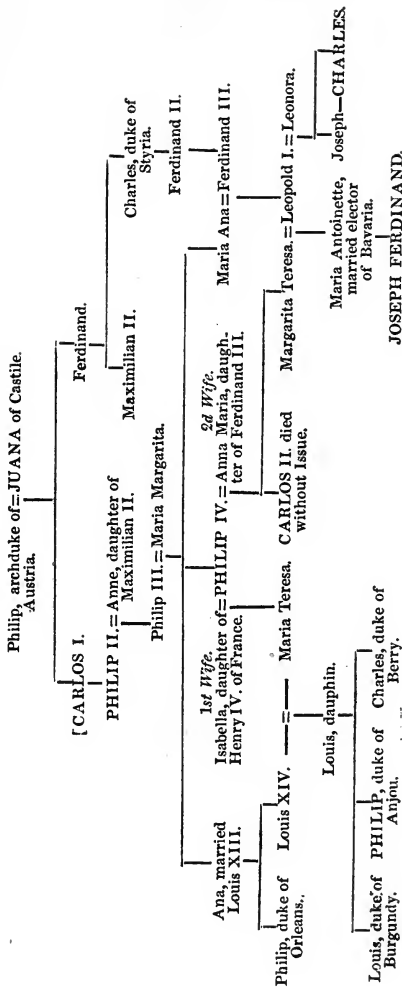 Philip, archduke of=JUANA of Castile.
Austria.
[CARLOS I.
Ferdinand.
PHILIP II.=Anne, daughter of
Maximilian II.
Maximilian II.
Charles, duke of
Styria.
Philip III.=Maria Margarita.
Ferdinand II.
Ana, married
Louis XIII.
1st Wife.
Isabella, daughter of=PHILIP IV.=Anna Maria, daugh-
Henry IV. of France.
2d Wife.
ter of Ferdinand III.
Maria Ana=Ferdinand III.
Philip, duke of
Orleans..
Louis XIV.
=
Maria Teresa.
CARLOS II. died
without Issue.
Margarita Teresa.=Leopold I.=Leonora.
Louis, dauphin.
Maria Antoinette,
married elector
of Bavaria.
Joseph—CHARLES.
Louis, duke of
Burgundy.
PHILIP, duke of
Anjou.
Charles, duke of
Berry.
JOSEPH FERDINAND.